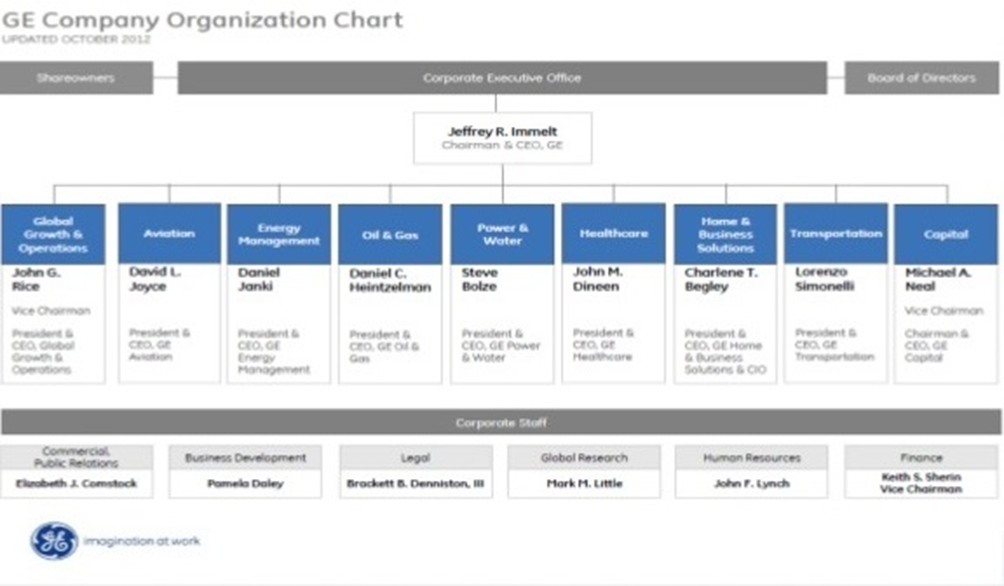 GE Company Organization Chart
UPDATED OCTOBER 2012
Shareowners
Corporate Executive Office
Board of Directors
Jeffrey R. Immelt
Chairman & CEO, GE
Global
Growth &
Operations
John G.
Rice
Vice Chairman
President &
CEO, Global
Growth &
Operations
Aviation
David L.
Joyce
President &
CEO, GE
Aviation
Energy
Management
Daniel
Janki
President &
CEO, GE
Energy
Management
Oil & Gas
Daniel C.
Heintzelman
President &
CEO, GE Oil &
Gas
Power &
Water
Steve
Bolze
President &
CEO, GE Power
& Water
Healthcare
John M.
Dineen
President &
CEO, GE
Healthcare
Home &
Business
Solutions
Charlene T.
Begley
President &
CEO, GE Home
& Business
Solutions & CIO
Transportation
Lorenzo
Simonelli
President &
CEO, GE
Transportation
Capital
Michael A.
Neal
Vice Chairman
Chairman &
CEO, GE
Capital
Corporate Staff
Commercial,
Public Relations
Elizabeth J. Comstock
Business Development
Pamela Daley
Legal
Brackett B. Denniston, III
Global Research
Mark M. Little
Human Resources
John F. Lynch
Finance
Keith S. Sherin
Vice Chairman
GE
imagination at work